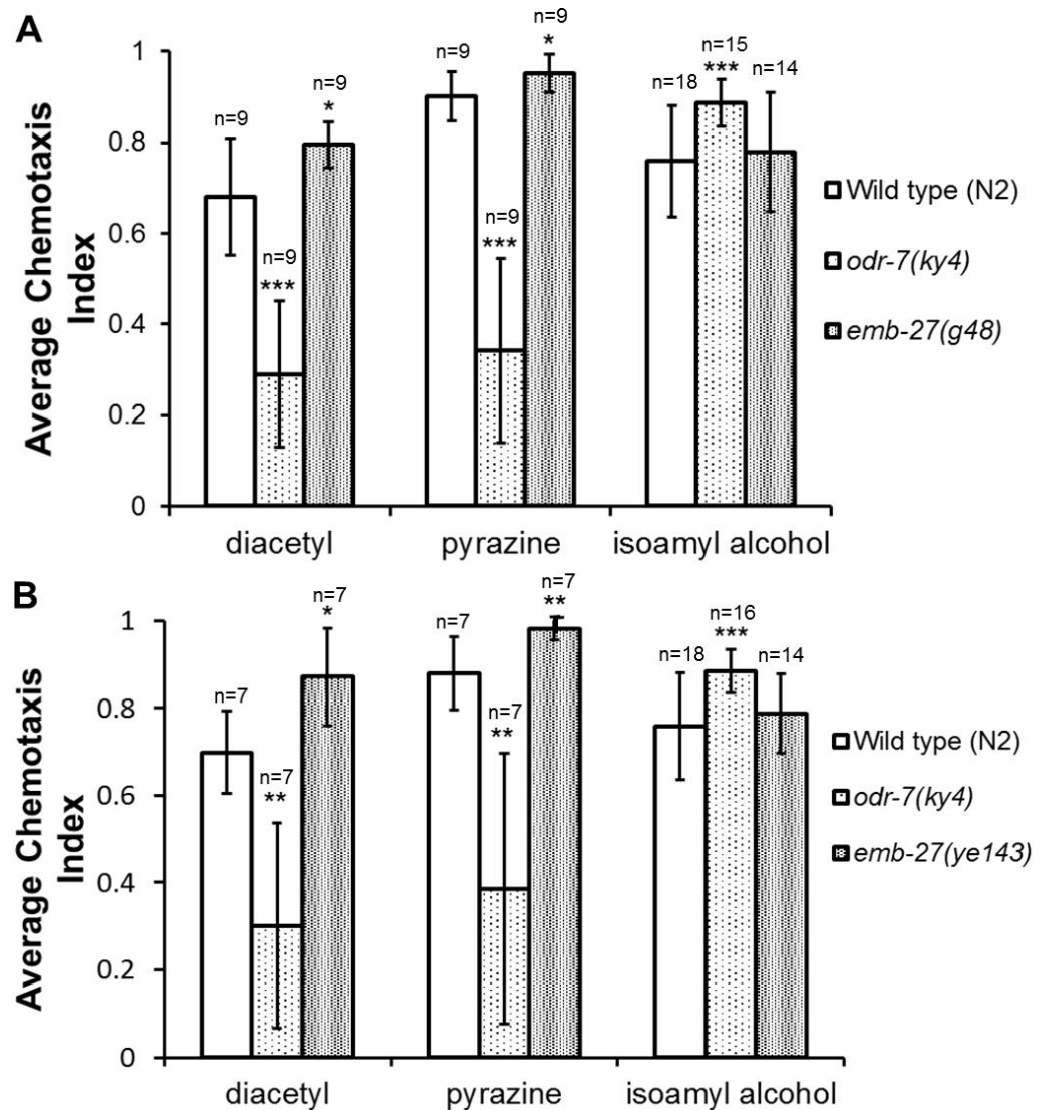 A
Average Chemotaxis
Index
1
0.8
0.6
0.4
0.2
0
n=9
n=9
***
n=9
*
n=9
n=9
***
n=9
*
n=18
n=15
***
n=14
diacetyl
pyrazine
isoamyl alcohol
Wild type (N2)
odr-7(ky4)
emb-27(g48)
B
Average Chemotaxis
Index
1
0.8
0.6
0.4
0.2
0
n=7
n=7
**
n=7
*
n=7
n=7
**
n=7
**
n=18
n=16
***
n=14
diacetyl
pyrazine
isoamyl alcohol
Wild type (N2)
odr-7(ky4)
emb-27(ye143)